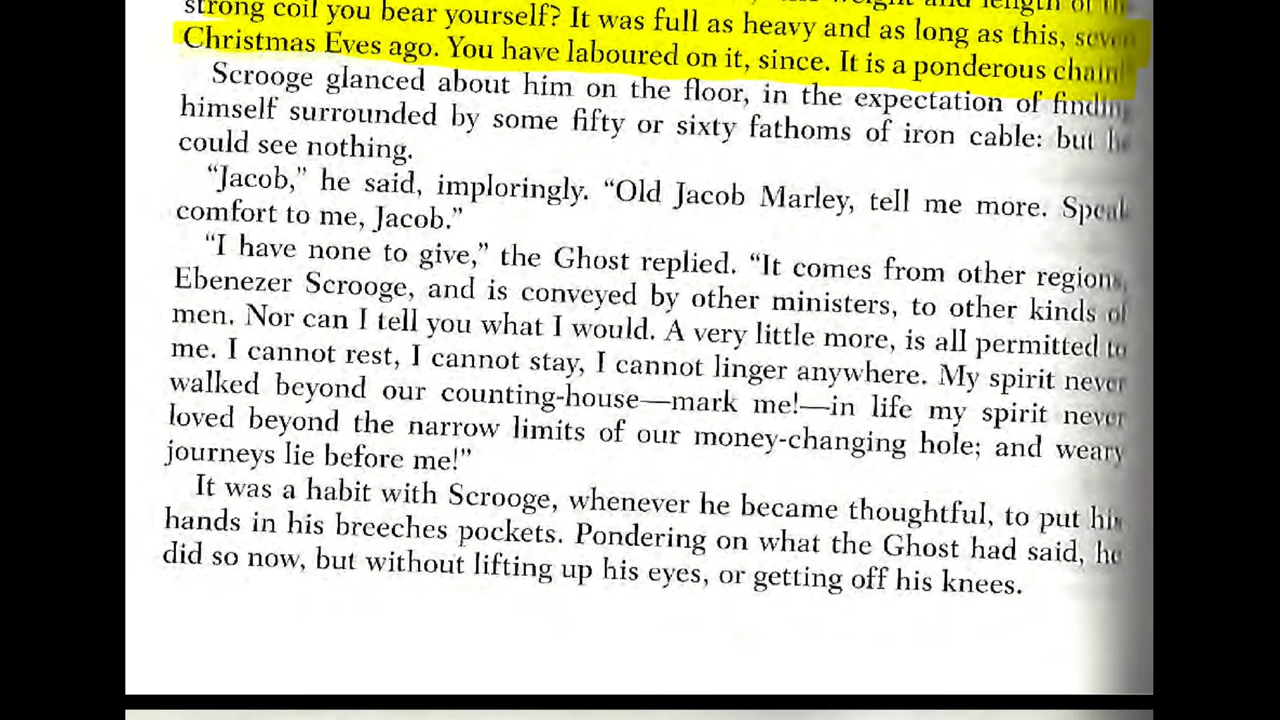 strong coil you bear yourself? It was full as heavy and as long as this, seven
Christmas Eves ago. You have laboured on it, since. It is a ponderous chain!
Scrooge glanced about him on the floor, in the expectation of finding
himself surrounded by some fifty or sixty fathoms of iron cable: but he
could see nothing.
“Jacob,” he said, imploringly. “Old Jacob Marley, tell me more. Speak
comfort to me, Jacob.”
“I have none to give,” the Ghost replied. “It comes from other regions,
Ebenezer Scrooge, and is conveyed by other ministers, to other kinds of
men. Nor can I tell you what I would. A very little more, is all permitted to
me. I cannot rest, I cannot stay, I cannot linger anywhere. My spirit never
walked beyond our counting-house—mark me!—in life my spirit never
loved beyond the narrow limits of our money-changing hole; and weary
journeys lie before me!”
It was a habit with Scrooge, whenever he became thoughtful, to put his
hands in his breeches pockets. Pondering on what the Ghost had said, he
did so now, but without lifting up his eyes, or getting off his knees.